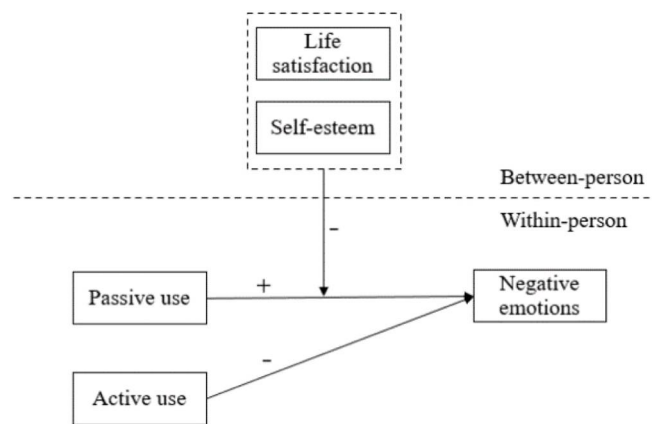 Life
satisfaction
Self-esteem
Between-person
Within-person
-
Passive use
+
Negative
emotions
-
Active use